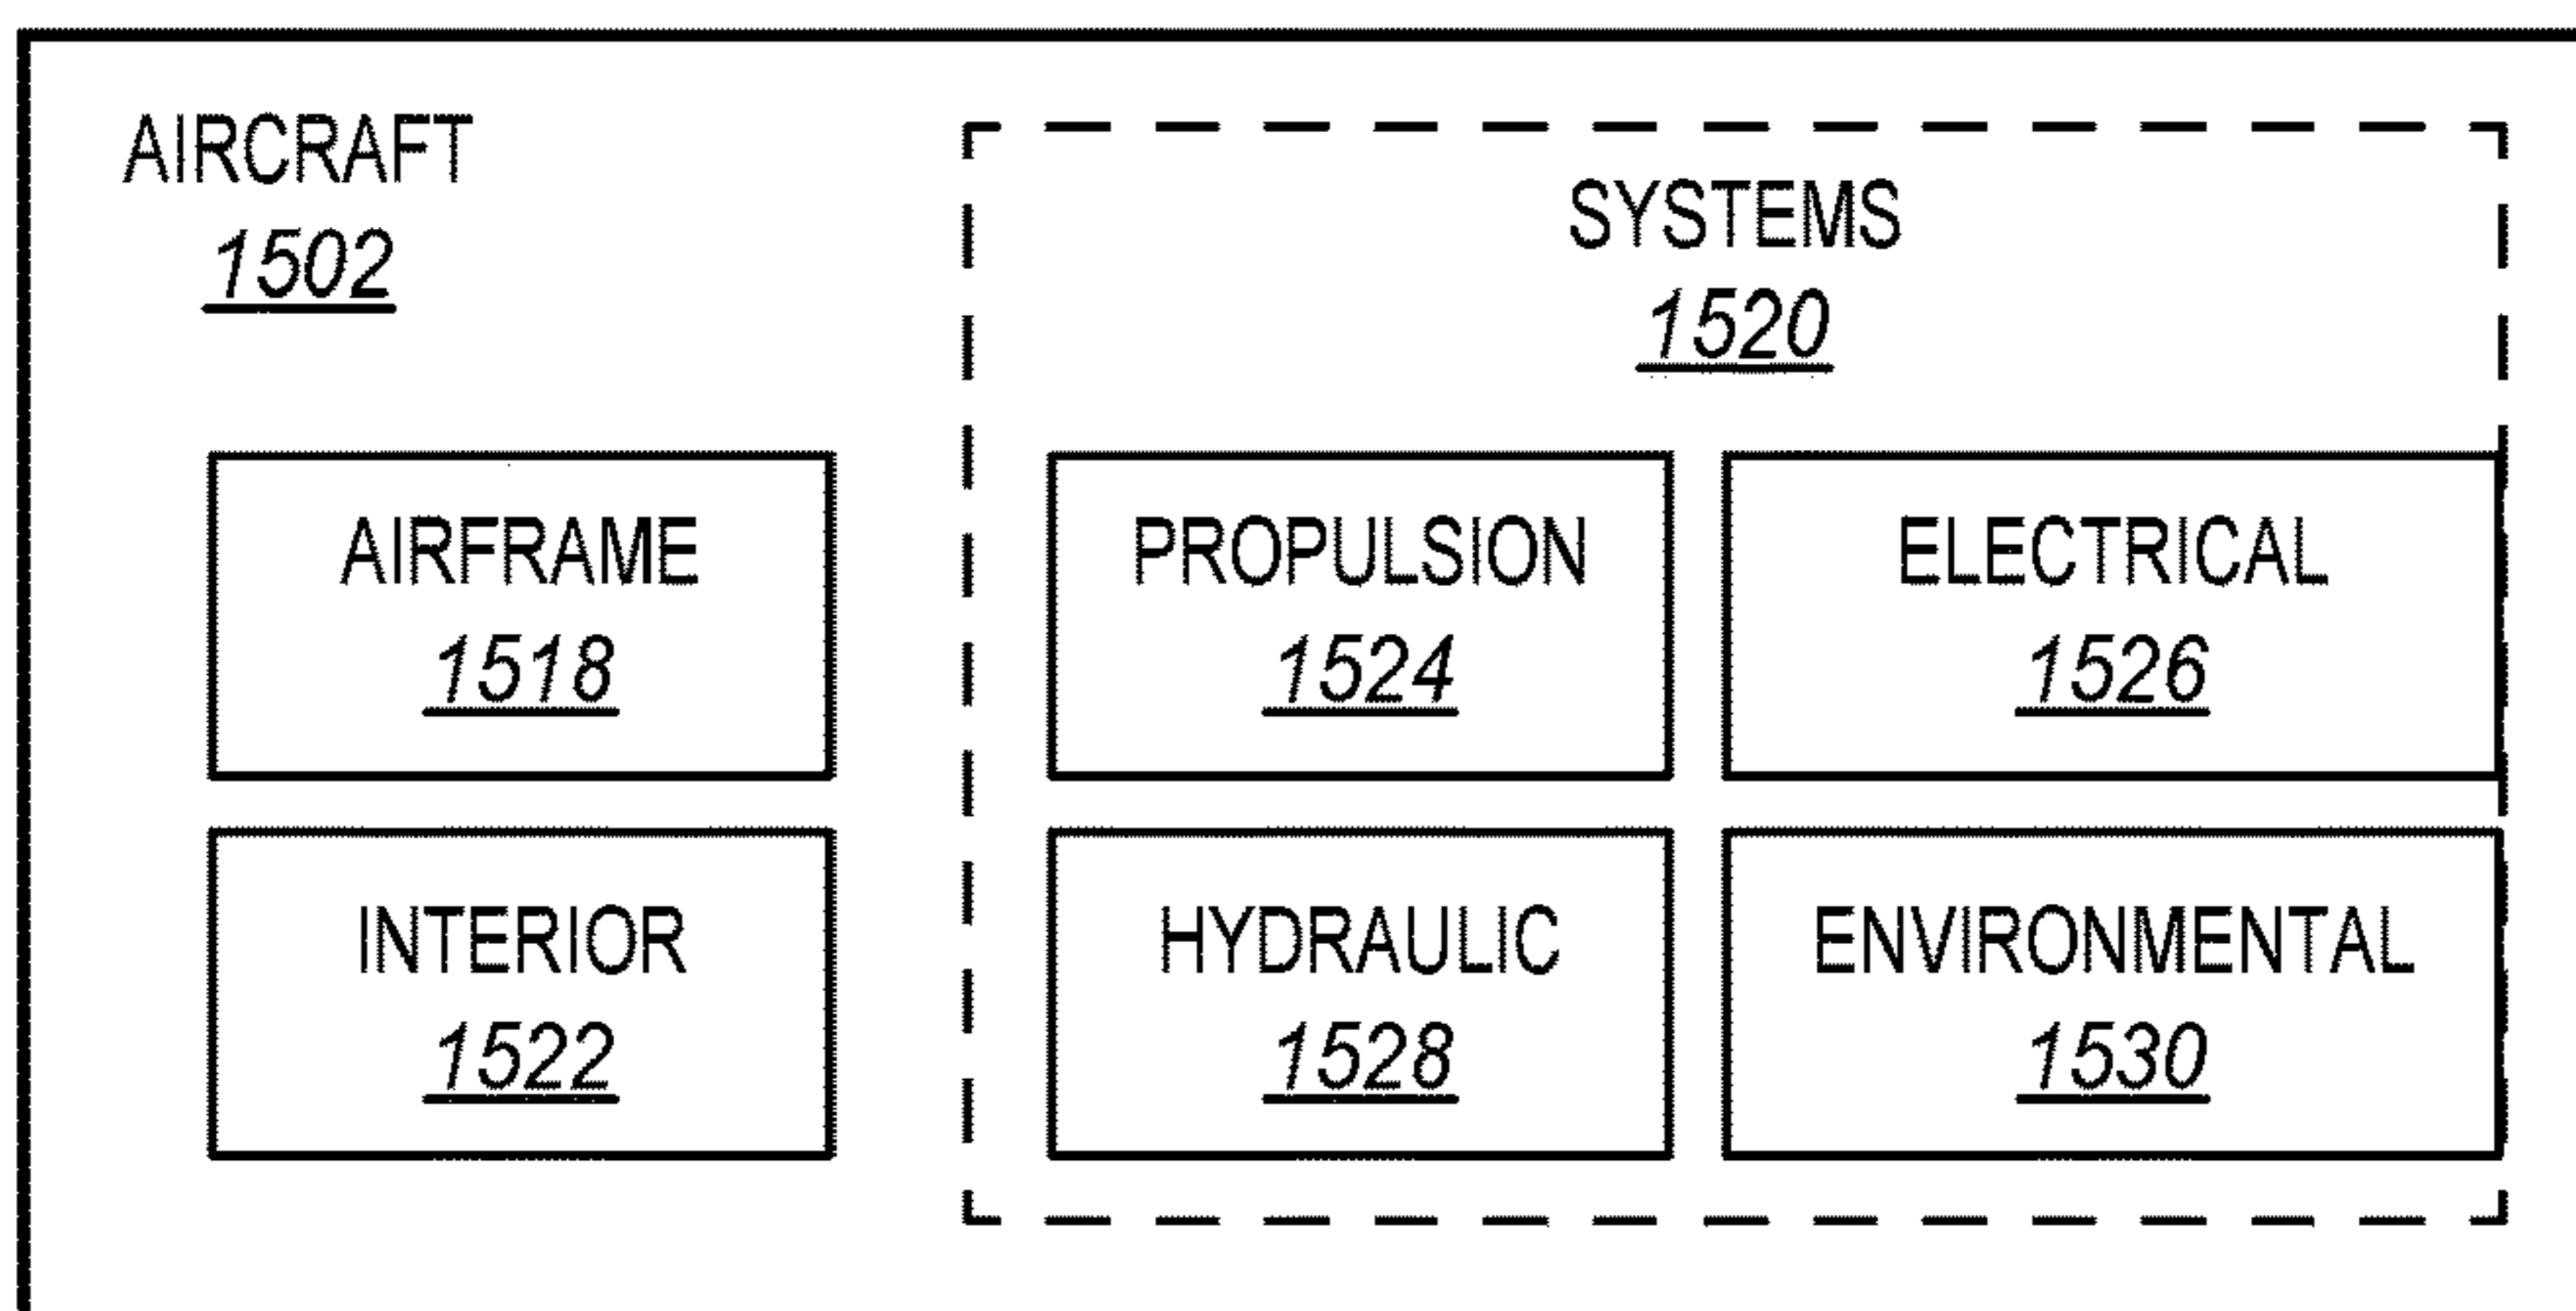 AIRCRAFT
1502
SYSTEMS
1520
AIRFRAME
1518
PROPULSION
1524
ELECTRICAL
1526
INTERIOR
1522
HYDRAULIC
1528
ENVIRONMENTAL
1530